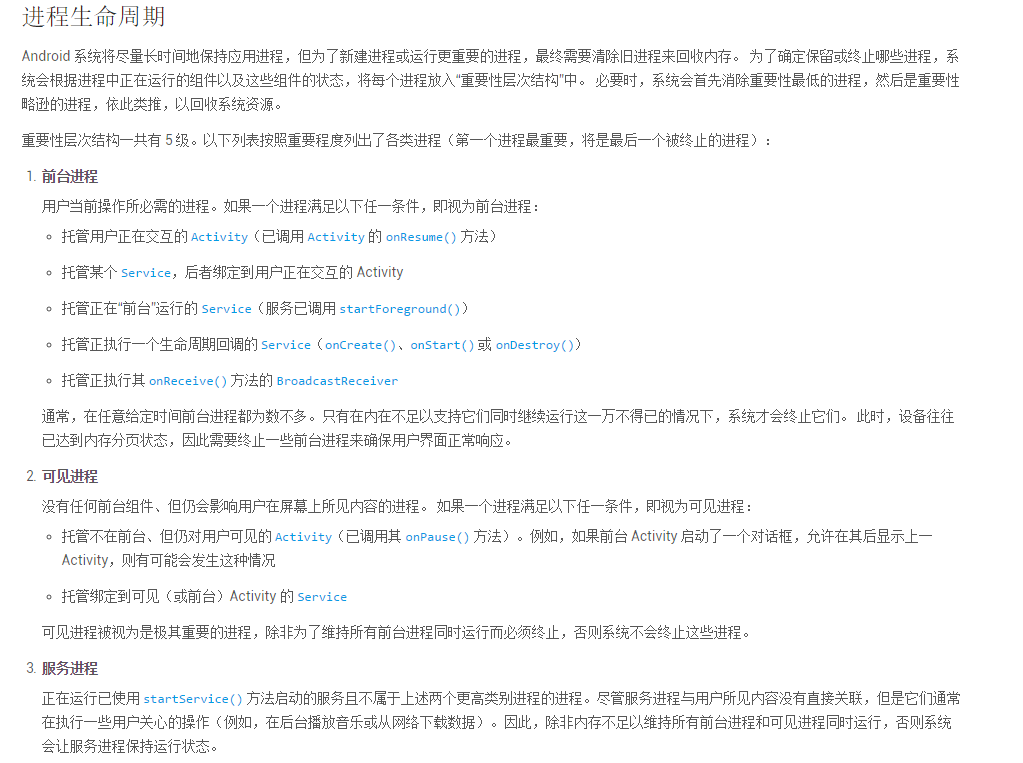 进程生命周期
Android 系统将尽量长时间地保持应用进程，但为了新建进程或运行更重要的进程，最终需要清除旧进程来回收内存。 为了确定保留或终止哪些进程，系
统会根据进程中正在运行的组件以及这些组件的状态，将每个进程放入“重要性层次结构”中。 必要时，系统会首先消除重要性最低的进程，然后是重要性
略逊的进程，依此类推，以回收系统资源。
重要性层次结构一共有 5 级。以下列表按照重要程度列出了各类进程（第一个进程最重要，将是最后一个被终止的进程）：
1. 前台进程
用户当前操作所必需的进程。如果一个进程满足以下任一条件，即视为前台进程：
托管用户正在交互的 Activity（已调用 Activity 的 onResume() 方法）
托管某个 Service，后者绑定到用户正在交互的 Activity
托管正在“前台”运行的 Service（服务已调用 startForeground()）
托管正执行一个生命周期回调的 Service（onCreate()、onStart() 或 onDestroy()）
托管正执行其 onReceive() 方法的 BroadcastReceiver
通常，在任意给定时间前台进程都为数不多。只有在内在不足以支持它们同时继续运行这一万不得已的情况下，系统才会终止它们。 此时，设备往往
已达到内存分页状态，因此需要终止一些前台进程来确保用户界面正常响应。
2. 可见进程
没有任何前台组件、但仍会影响用户在屏幕上所见内容的进程。 如果一个进程满足以下任一条件，即视为可见进程：
托管不在前台、但仍对用户可见的 Activity（已调用其 onPause() 方法）。例如，如果前台 Activity 启动了一个对话框，允许在其后显示上一
Activity，则有可能会发生这种情况
托管绑定到可见（或前台）Activity 的 Service
可见进程被视为是极其重要的进程，除非为了维持所有前台进程同时运行而必须终止，否则系统不会终止这些进程。
3. 服务进程
正在运行已使用 startService() 方法启动的服务且不属于上述两个更高类别进程的进程。尽管服务进程与用户所见内容没有直接关联，但是它们通常
在执行一些用户关心的操作（例如，在后台播放音乐或从网络下载数据）。因此，除非内存不足以维持所有前台进程和可见进程同时运行，否则系统
会让服务进程保持运行状态。